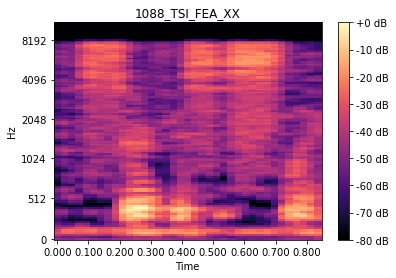 1088_TSI_FEA_XX
8192
4096
2048
1024
512
0
Hz
0.000 0.100 0.200 0.300 0.400 0.500 0.600 0.700 0.800
Time
+0 dB
-10 dB
-20 dB
-30 dB
-40 dB
-50 dB
-60 dB
-70 dB
-80 dB